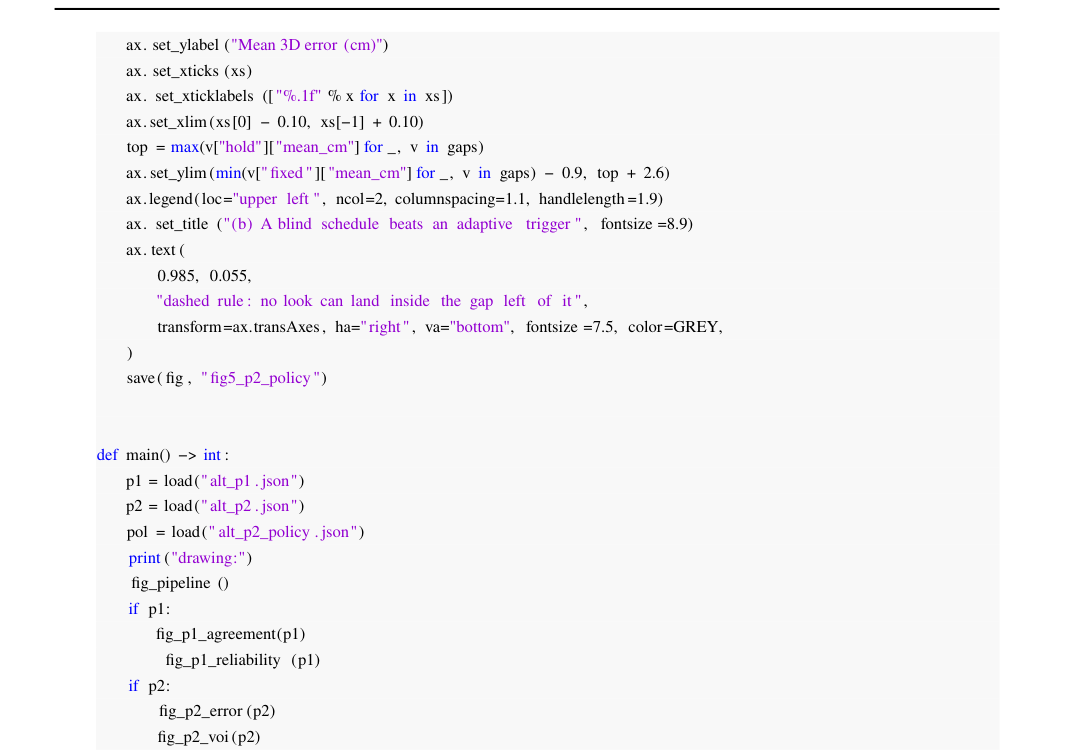 ax. set_ylabel ("Mean 3D error (cm)")
ax. set_xticks (xs)
ax. set_xticklabels (["%.1f" % x for x in xs])
ax.set_xlim(xs[0] − 0.10, xs[−1] + 0.10)
top = max(v["hold"]["mean_cm"] for _, v in gaps)
ax.set_ylim(min(v["fixed"]["mean_cm"] for _, v in gaps) − 0.9, top + 2.6)
ax.legend(loc="upper left", ncol=2, columnspacing=1.1, handlelength=1.9)
ax. set_title ("(b) A blind schedule beats an adaptive trigger", fontsize=8.9)
ax.text(
0.985, 0.055,
"dashed rule: no look can land inside the gap left of it",
transform=ax.transAxes, ha="right", va="bottom", fontsize=7.5, color=GREY,
)
save(fig, "fig5_p2_policy")
def main() −> int:
p1 = load("alt_p1.json")
p2 = load("alt_p2.json")
pol = load("alt_p2_policy.json")
print("drawing:")
fig_pipeline ()
if p1:
fig_p1_agreement(p1)
fig_p1_reliability (p1)
if p2:
fig_p2_error(p2)
fig_p2_voi(p2)